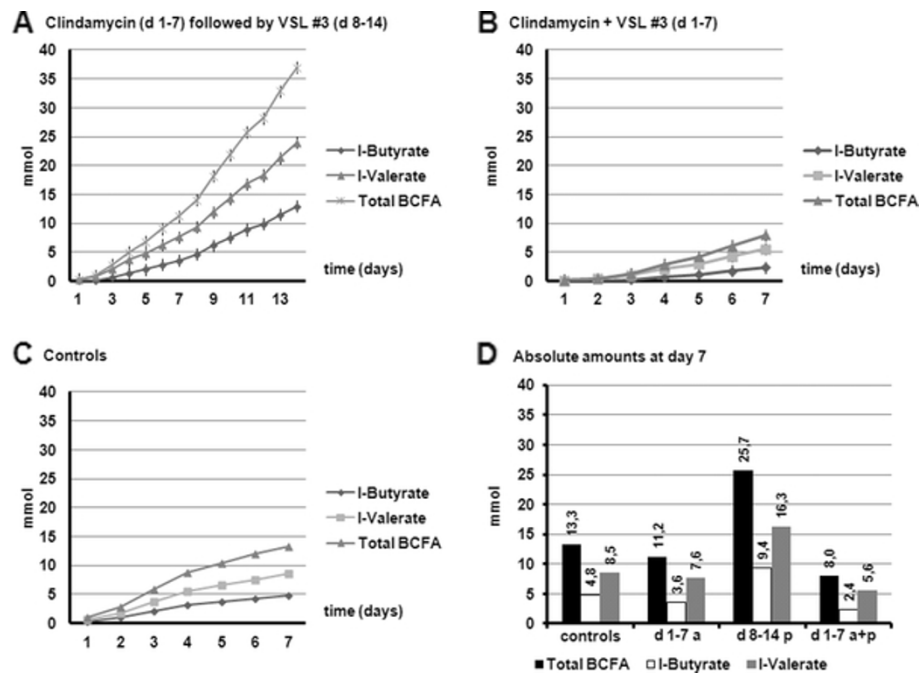 A Clindamycin (d 1-7) followed by VSL #3 (d 8-14)
40
35
30
25
20
15
10
5
0
mmol
1 3 5 7 9 11 13
time (days)
I-Butyrate
I-Valerate
Total BCFA
B Clindamycin + VSL #3 (d 1-7)
40
35
30
25
20
15
10
5
0
mmol
1 2 3 4 5 6 7
time (days)
I-Butyrate
I-Valerate
Total BCFA
C Controls
40
35
30
25
20
15
10
5
0
mmol
1 2 3 4 5 6 7
time (days)
I-Butyrate
I-Valerate
Total BCFA
D Absolute amounts at day 7
40
35
30
25
20
15
10
5
0
mmol
13,3 4,8 8,5 11,2 3,6 7,6 25,7 9,4 16,3 8,0 2,4 5,6
controls d 1-7 a d 8-14 p d 1-7 a+p
Total BCFA I-Butyrate I-Valerate